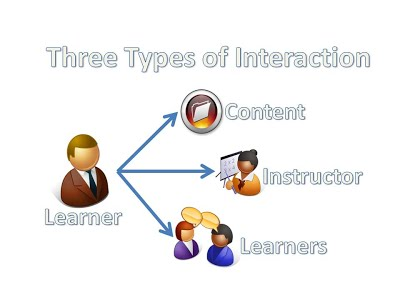 Three Types of Interaction
Content
Instructor
Learner
Learners